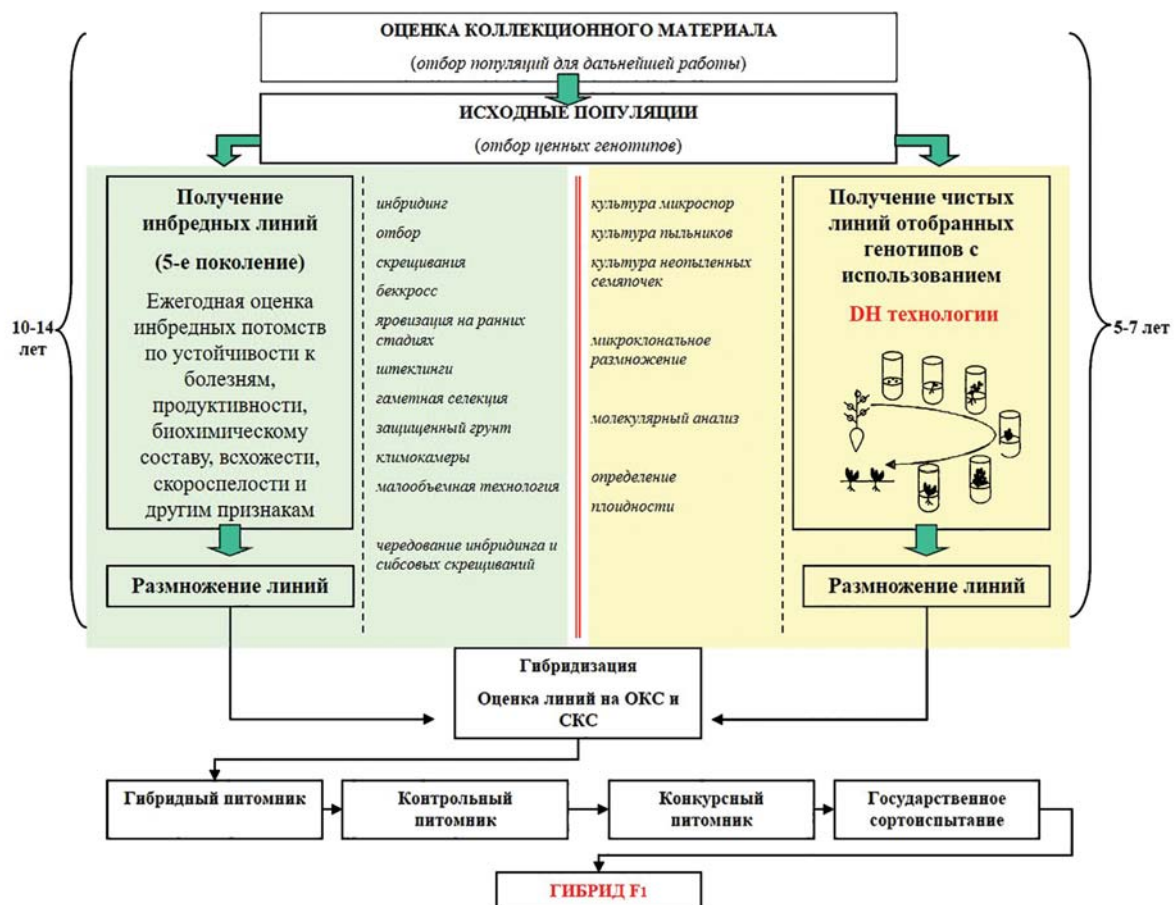 ОЦЕНКА КОЛЛЕКЦИОННОГО МАТЕРИАЛА
(отбор популяций для дальнейшей работы)
ИСХОДНЫЕ ПОПУЛЯЦИИ
(отбор ценных генотипов)
10-14
лет
Получение
инбредных линий
(5-е поколение)
Ежегодная оценка
инбредных потомств
по устойчивости к
болезням,
продуктивности,
биохимическому
составу, всхожести,
скороспелости и
другим признакам
Размножение линий
инбридинг
отбор
скрещивания
беккросс
яровизация на ранних
стадиях
штеклинги
гаметная селекция
защищенный грунт
климокамеры
малообъемная технология
чередование инбридинга и
сибсовых скрещиваний
культура микроспор
культура пыльников
культура неопыленных
семяпочек
микроклональное
размножение
молекулярный анализ
определение
плоидности
Получение чистых
линий отобранных
генотипов с
использованием
DH технологии
Размножение линий
5-7 лет
Гибридизация
Оценка линий на ОКС и
СКС
Гибридный питомник
Контрольный
питомник
Конкурсный
питомник
Государственное
сортоиспытание
ГИБРИД F1